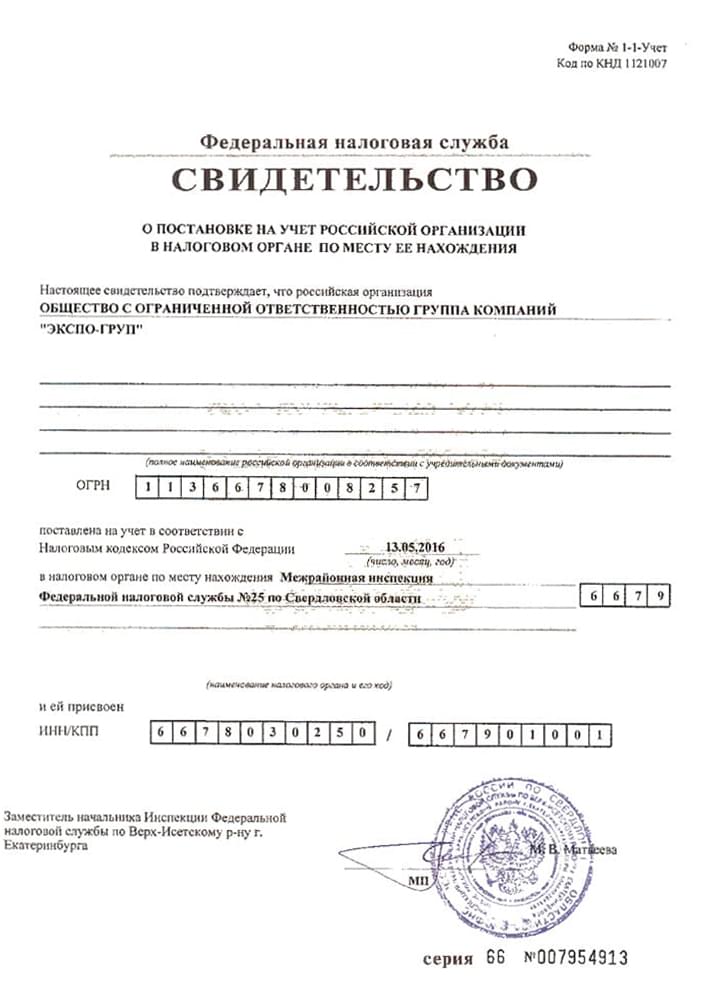 Форма № 1-1-Учет
Код по КНД 1121007
Федеральная налоговая служба
СВИДЕТЕЛЬСТВО
О ПОСТАНОВКЕ НА УЧЕТ РОССИЙСКОЙ ОРГАНИЗАЦИИ
В НАЛОГОВОМ ОРГАНЕ ПО МЕСТУ ЕЕ НАХОЖДЕНИЯ
Настоящее свидетельство подтверждает, что российская организация
ОБЩЕСТВО С ОГРАНИЧЕННОЙ ОТВЕТСТВЕННОСТЬЮ ГРУППА КОМПАНИЙ
"ЭКСПО-ГРУП"
(полное наименование российской организации в соответствии с учредительными документами)
ОГРН 1 1 3 6 6 7 8 0 0 8 2 5 7
поставлена на учет в соответствии с
Налоговым кодексом Российской Федерации 13.05.2016
(число, месяц, год)
в налоговом органе по месту нахождения Межрайонная инспекция
Федеральной налоговой службы №25 по Свердловской области 6 6 7 9
(наименование налогового органа и его код)
и ей присвоен
ИНН/КПП 6 6 7 8 0 3 0 2 5 0 / 6 6 7 9 0 1 0 0 1
Заместитель начальника Инспекции Федеральной
налоговой службы по Верх-Исетскому р-ну г.
Екатеринбурга
М. В. Матвеева
МП
серия 66 №007954913